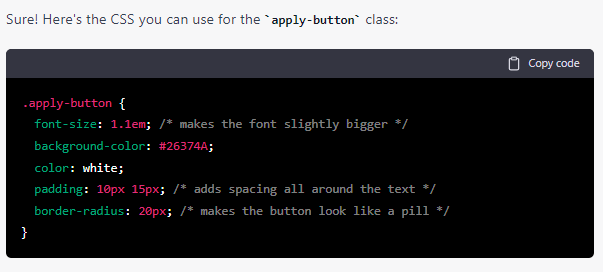 Sure! Here's the CSS you can use for the `apply-button` class:
Copy code
.apply-button {
  font-size: 1.1em; /* makes the font slightly bigger */
  background-color: #26374A;
  color: white;
  padding: 10px 15px; /* adds spacing all around the text */
  border-radius: 20px; /* makes the button look like a pill */
}